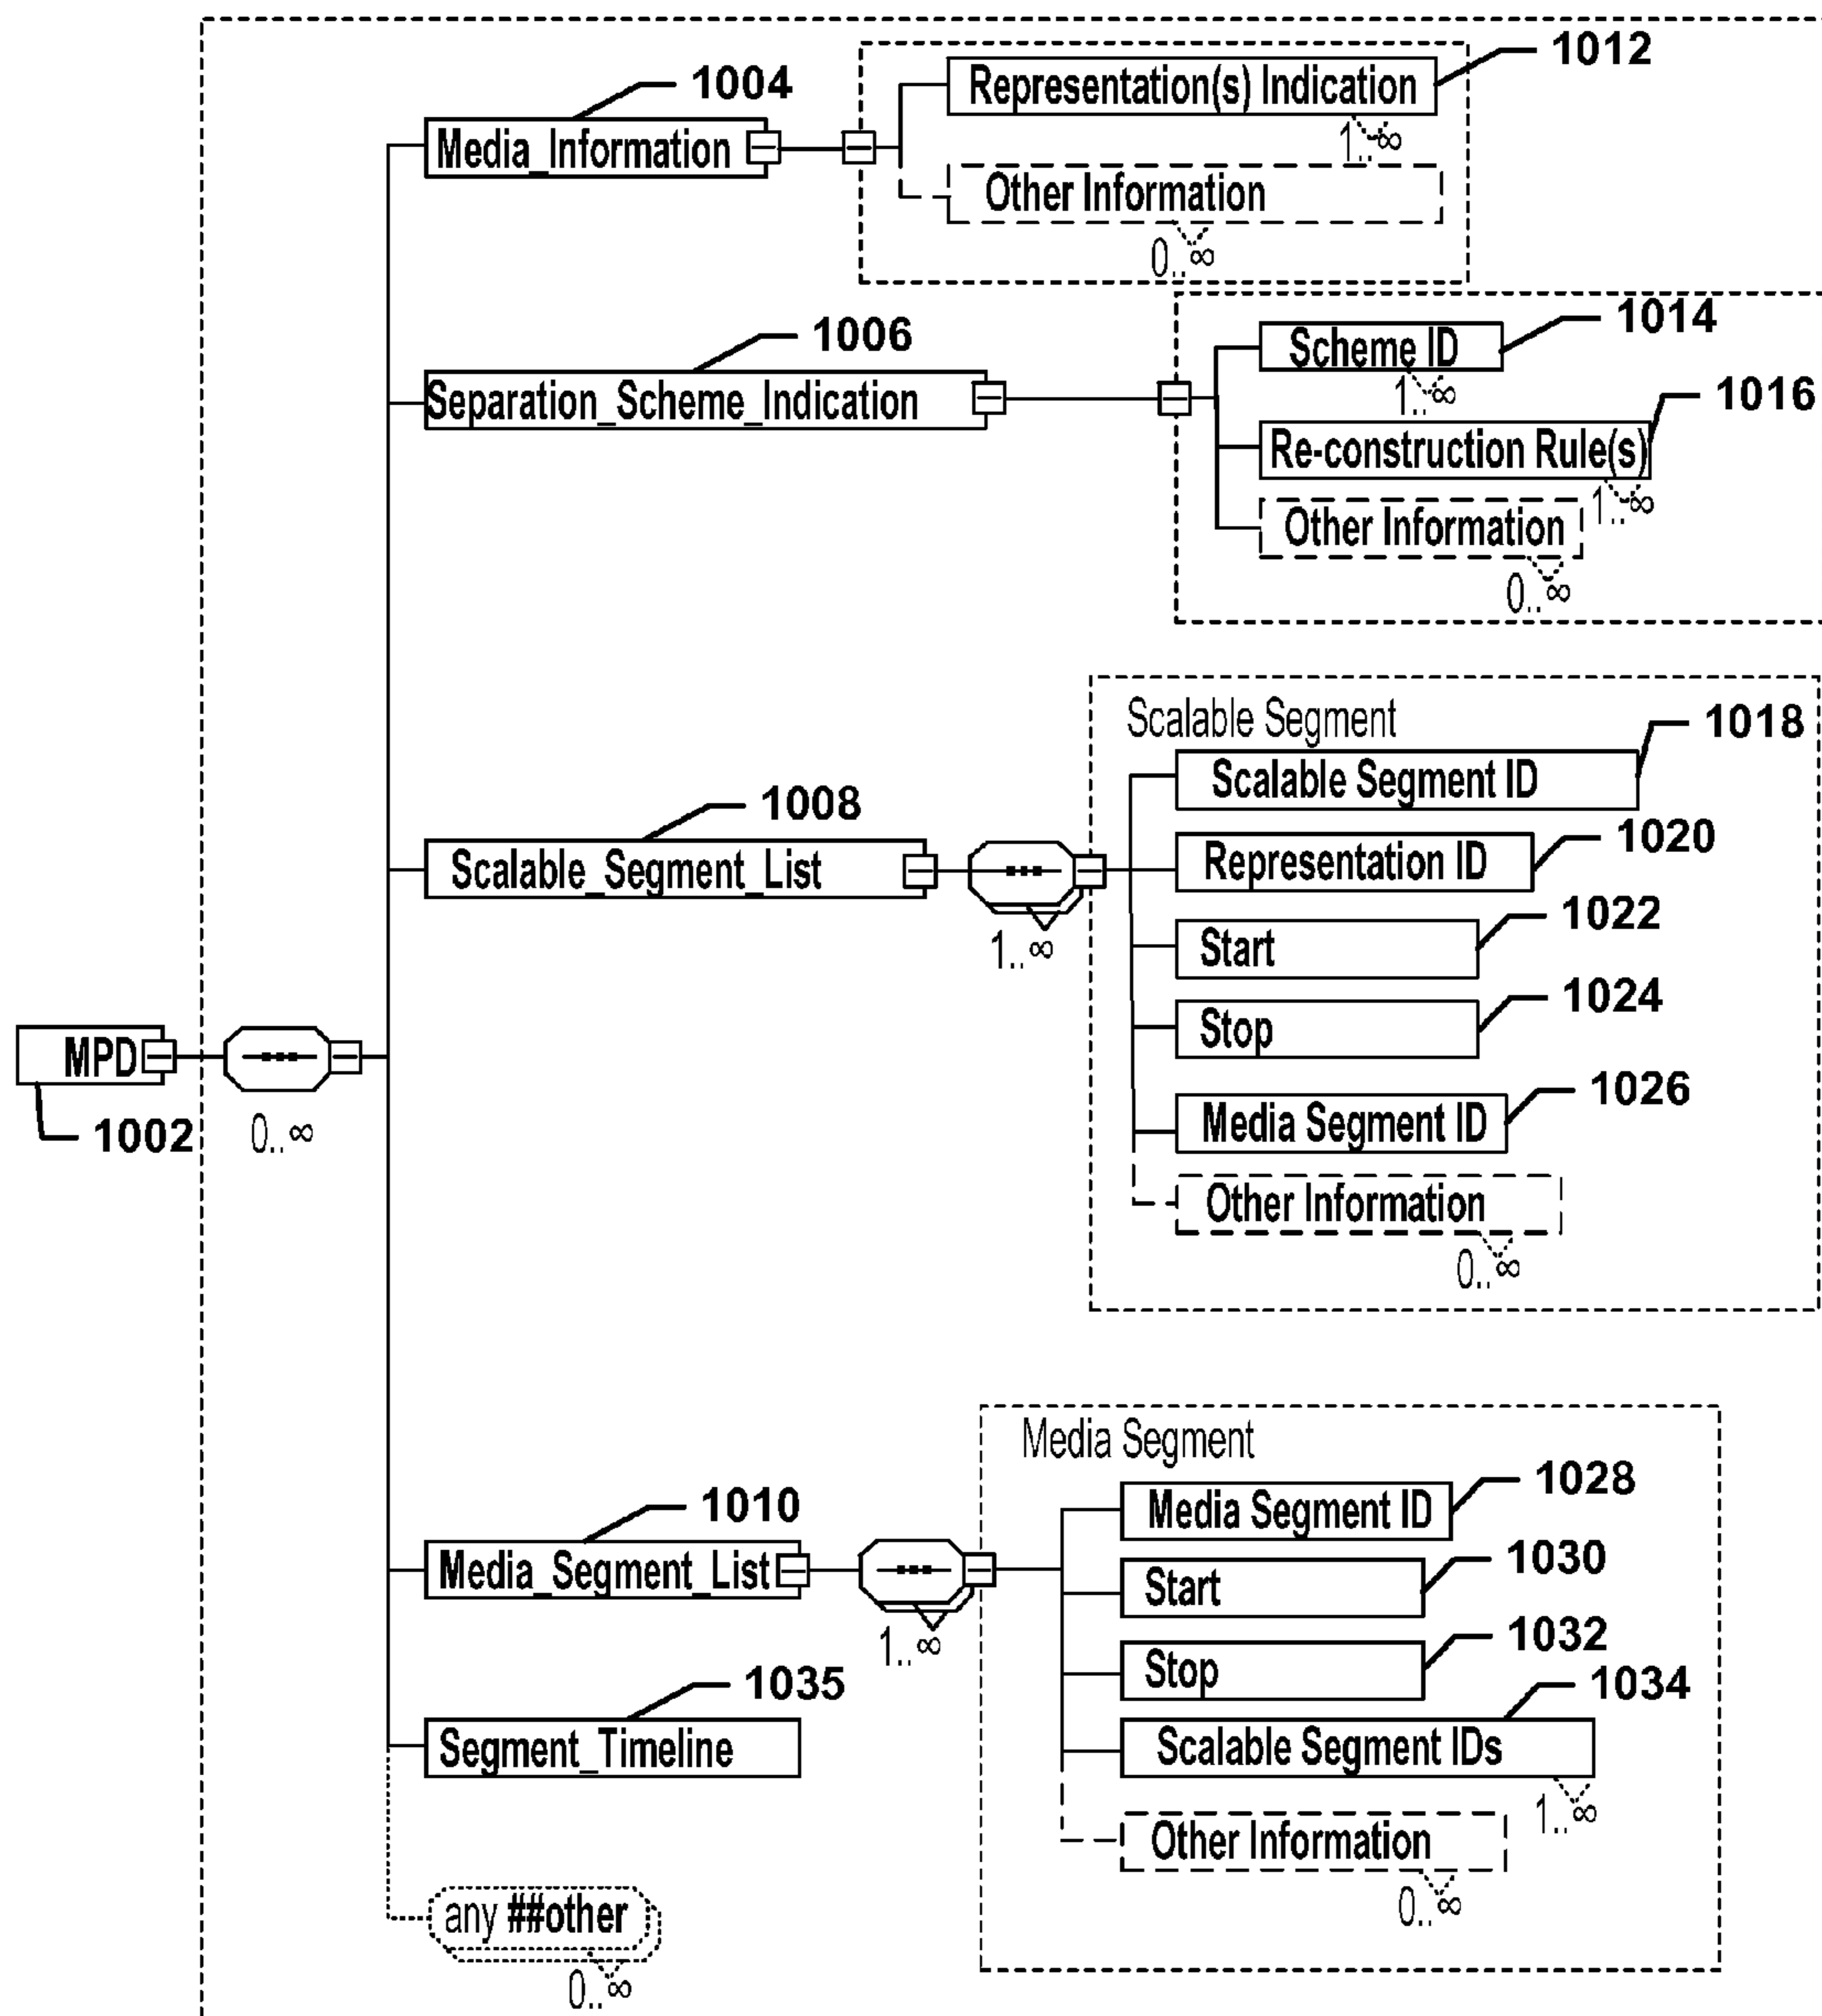 1012
Representation(s) Indication
1..∞
1004
Media_Information
Other Information
0..∞
1006
Separation_Scheme_Indication
1014
Scheme ID
1..∞
1016
Re-construction Rule(s)
1..∞
Other Information
0..∞
Scalable Segment
1018
Scalable Segment ID
1008
Scalable_Segment_List
1..∞
1020
Representation ID
1022
Start
1024
Stop
1026
Media Segment ID
Other Information
0..∞
MPD
1002
0..∞
Media Segment
1028
Media Segment ID
1010
Media_Segment_List
1..∞
1030
Start
1032
Stop
1034
Scalable Segment IDs
1..∞
Other Information
0..∞
1035
Segment_Timeline
any ##other
0..∞